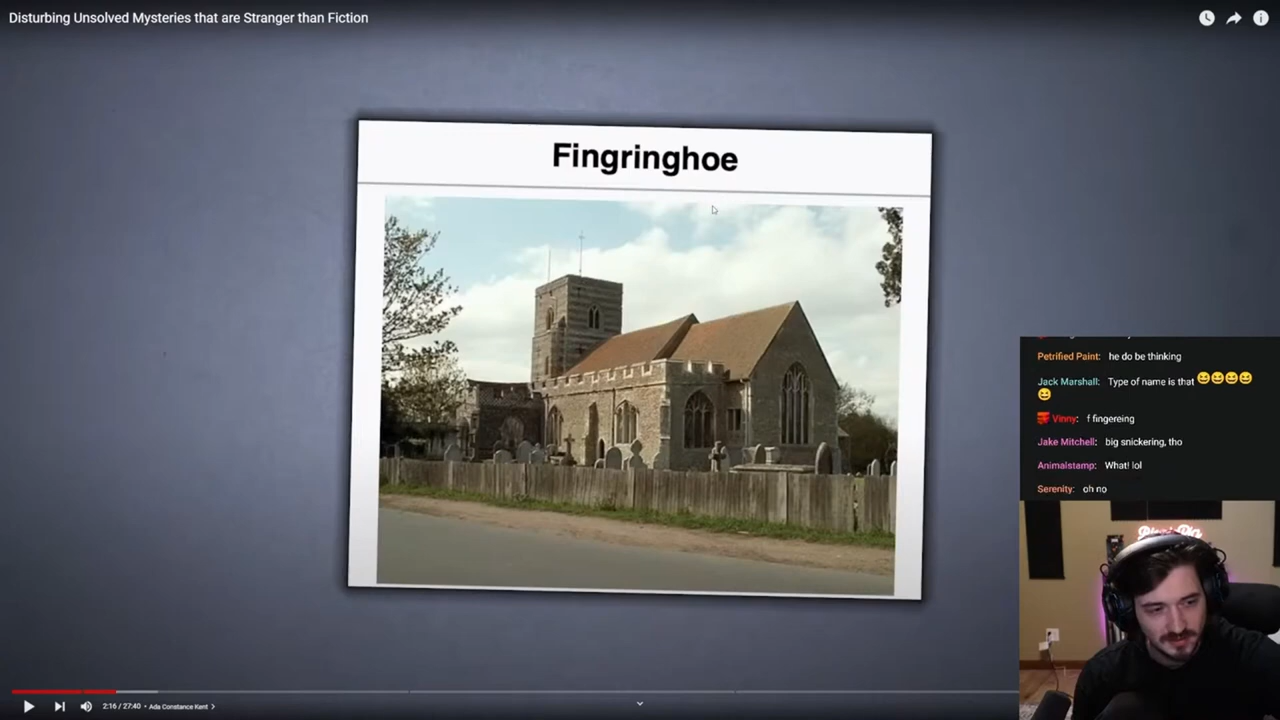 Disturbing Unsolved Mysteries that are Stranger than Fiction
Fingringhoe
Petrified Paint: he do be thinking
Jack Marshall: Type of name is that 😆😆😆😆
😆
Vinny: f fingereing
Jake Mitchell: big snickering, tho
Animalstamp: What! lol
Serenity: oh no
2:16 / 27:40 • Ada Constance Kent >